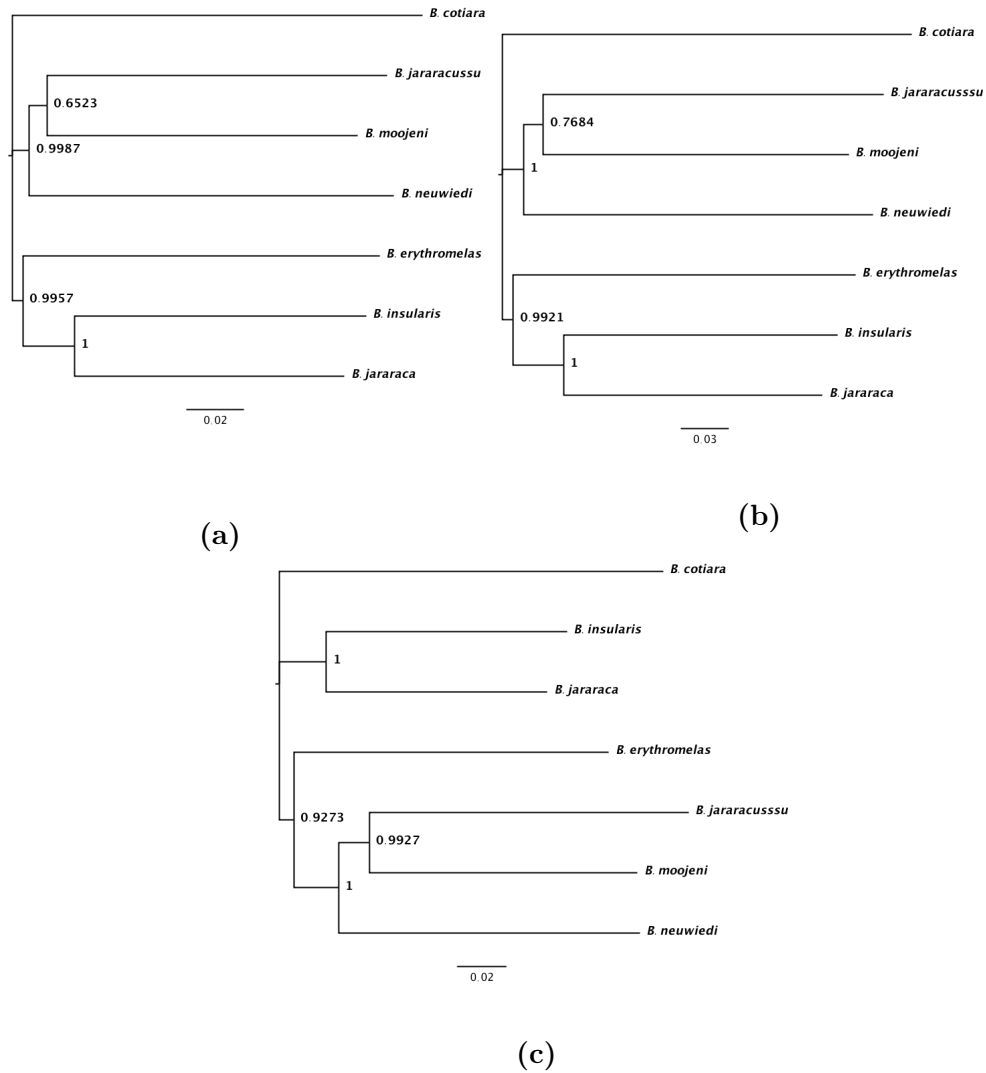 B. cotiara
B. jararacussu
0.6523
B. moojeni
0.9987
B. neuwiedi
B. erythromelas
0.9957
B. insularis
1
B. jararaca
0.02
(a)
B. cotiara
B. jararacusssu
0.7684
B. moojeni
1
B. neuwiedi
B. erythromelas
0.9921
B. insularis
1
B. jararaca
0.03
(b)
B. cotiara
B. insularis
1
B. jararaca
B. erythromelas
0.9273
B. jararacusssu
0.9927
B. moojeni
1
B. neuwiedi
0.02
(c)